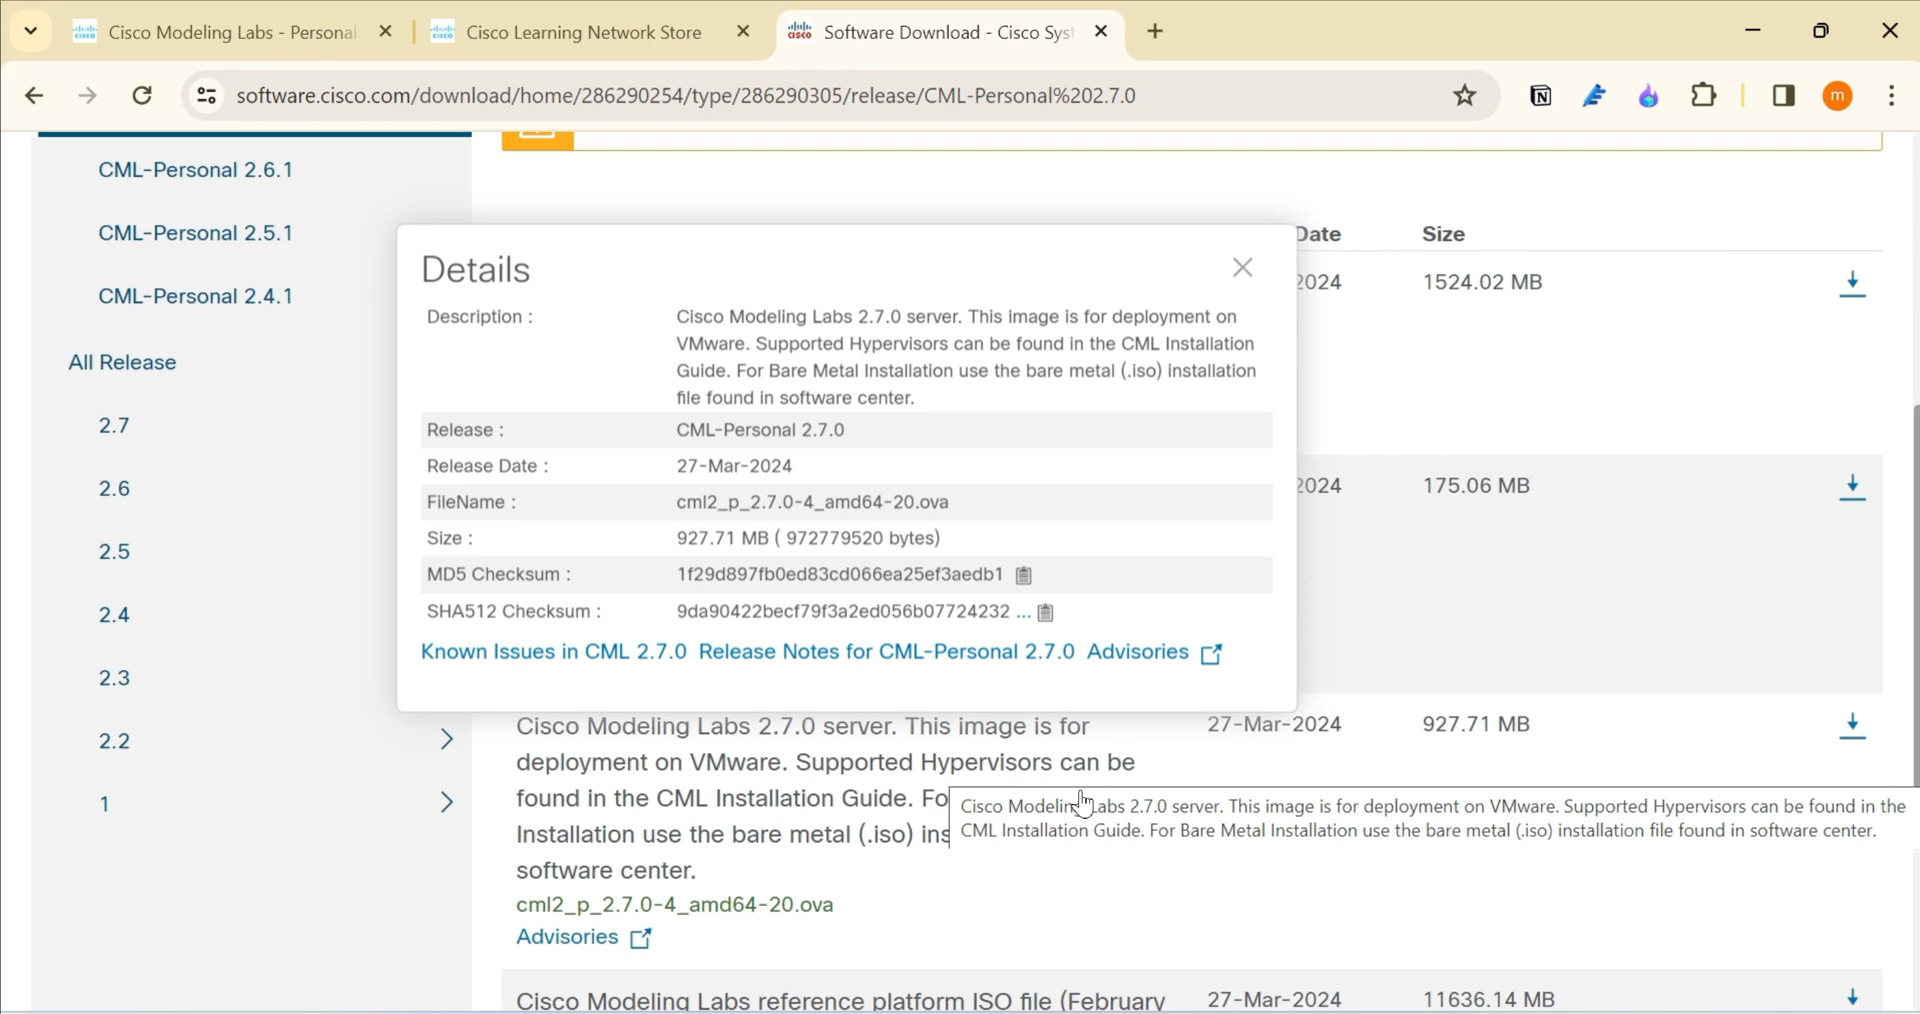 Cisco Modeling Labs - Personal
Cisco Learning Network Store
Software Download - Cisco Syst
software.cisco.com/download/home/286290254/type/286290305/release/CML-Personal%202.7.0
m
CML-Personal 2.6.1
CML-Personal 2.5.1
CML-Personal 2.4.1
All Release
2.7
2.6
2.5
2.4
2.3
2.2
1
Details
Description :
Cisco Modeling Labs 2.7.0 server. This image is for deployment on
VMware. Supported Hypervisors can be found in the CML Installation
Guide. For Bare Metal Installation use the bare metal (.iso) installation
file found in software center.
Release : CML-Personal 2.7.0
Release Date : 27-Mar-2024
FileName : cml2_p_2.7.0-4_amd64-20.ova
Size : 927.71 MB ( 972779520 bytes)
MD5 Checksum : 1f29d897fb0ed83cd066ea25ef3aedb1
SHA512 Checksum : 9da90422becf79f3a2ed056b07724232 ...
Known Issues in CML 2.7.0 Release Notes for CML-Personal 2.7.0 Advisories
Date Size
2024 1524.02 MB
2024 175.06 MB
Cisco Modeling Labs 2.7.0 server. This image is for
deployment on VMware. Supported Hypervisors can be
found in the CML Installation Guide. Fo
Installation use the bare metal (.iso) ins
software center.
cml2_p_2.7.0-4_amd64-20.ova
Advisories
27-Mar-2024 927.71 MB
Cisco Modeling Labs 2.7.0 server. This image is for deployment on VMware. Supported Hypervisors can be found in the
CML Installation Guide. For Bare Metal Installation use the bare metal (.iso) installation file found in software center.
Cisco Modeling Labs reference platform ISO file (February 27-Mar-2024 11636.14 MB